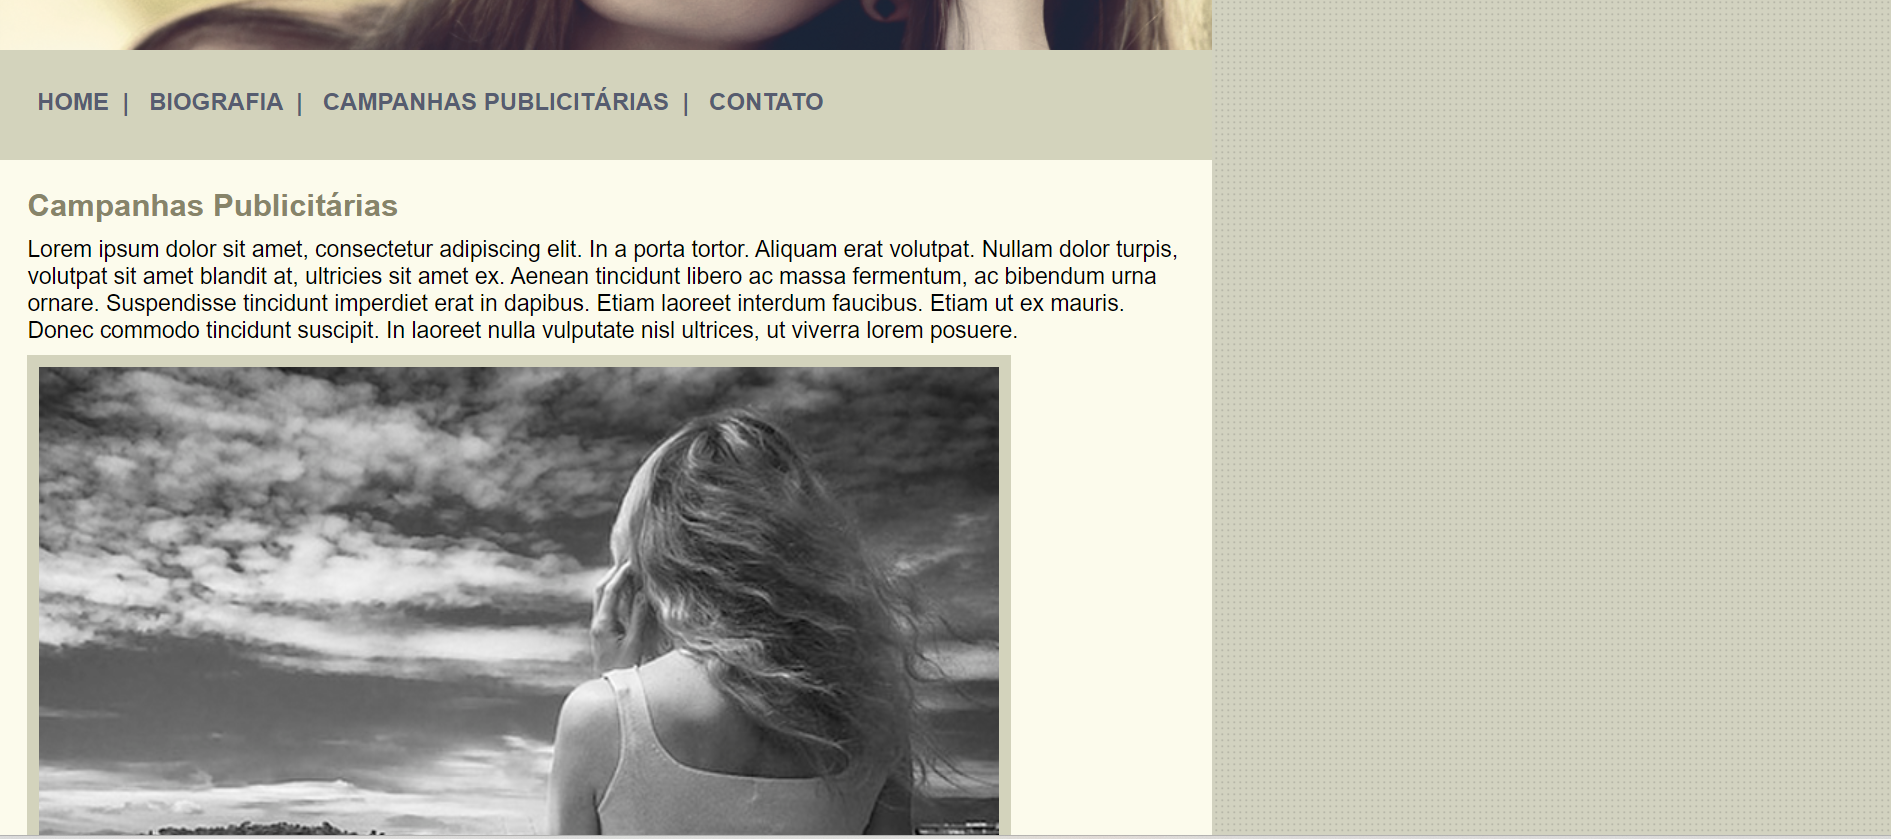 HOME | BIOGRAFIA | CAMPANHAS PUBLICITÁRIAS | CONTATO
Campanhas Publicitárias
Lorem ipsum dolor sit amet, consectetur adipiscing elit. In a porta tortor. Aliquam erat volutpat. Nullam dolor turpis,
volutpat sit amet blandit at, ultricies sit amet ex. Aenean tincidunt libero ac massa fermentum, ac bibendum urna
ornare. Suspendisse tincidunt imperdiet erat in dapibus. Etiam laoreet interdum faucibus. Etiam ut ex mauris.
Donec commodo tincidunt suscipit. In laoreet nulla vulputate nisl ultrices, ut viverra lorem posuere.